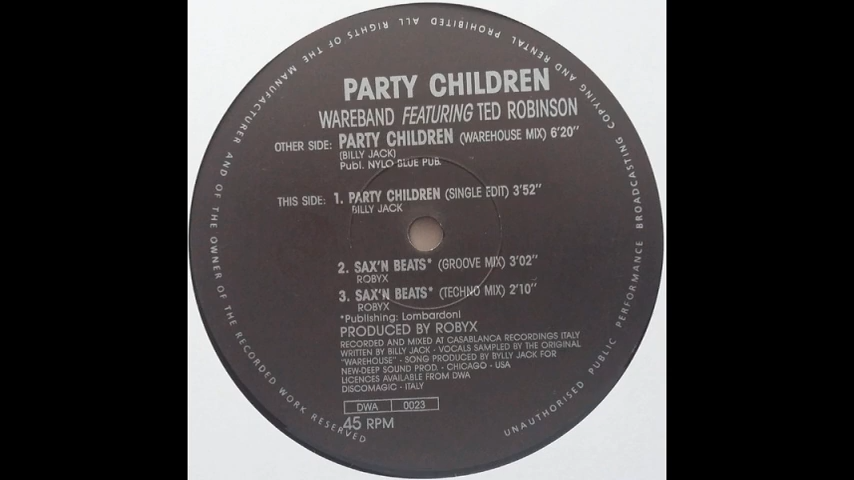 ALL RIGHTS OF THE MANUFACTURER AND OF THE OWNER OF THE RECORDED WORK RESERVED
UNAUTHORISED PUBLIC PERFORMANCE BROADCASTING COPYING AND RENTAL PROHIBITED
PARTY CHILDREN
WAREBAND FEATURING TED ROBINSON
OTHER SIDE: PARTY CHILDREN (WAREHOUSE MIX) 6'20"
(BILLY JACK)
Publ. NYLO BLUE PUB.
THIS SIDE: 1. PARTY CHILDREN (SINGLE EDIT) 3'52"
BILLY JACK
2. SAX'N BEATS* (GROOVE MIX) 3'02"
ROBYX
3. SAX'N BEATS* (TECHNO MIX) 2'10"
ROBYX
*Publishing: Lombardoni
PRODUCED BY ROBYX
RECORDED AND MIXED AT CASABLANCA RECORDINGS ITALY
WRITTEN BY BILLY JACK - VOCALS SAMPLED BY THE ORIGINAL
"WAREHOUSE" - SONG PRODUCED BY BYLLY JACK FOR
NEW-DEEP SOUND PROD. - CHICAGO - USA
LICENCES AVAILABLE FROM DWA
DISCOMAGIC - ITALY
DWA 0023
45 RPM